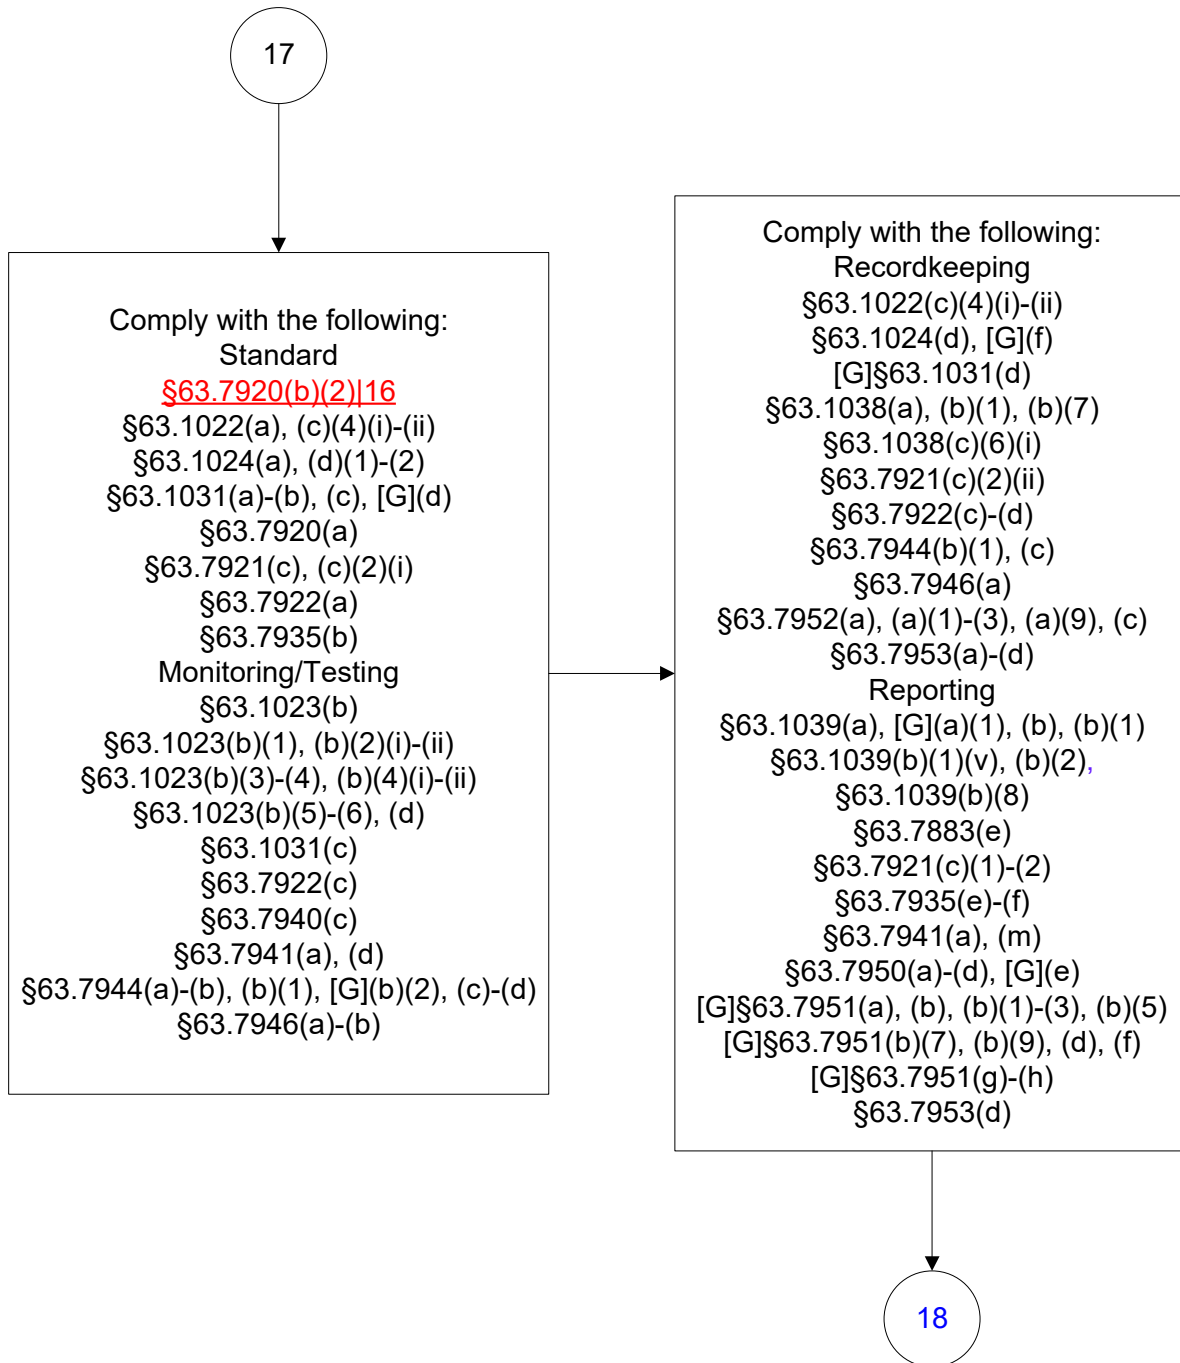 17
Comply with the following:
Standard
§63.7920(b)(2)|16
§63.1022(a), (c)(4)(i)-(ii)
§63.1024(a), (d)(1)-(2)
§63.1031(a)-(b), (c), [G](d)
§63.7920(a)
§63.7921(c), (c)(2)(i)
§63.7922(a)
§63.7935(b)
Monitoring/Testing
§63.1023(b)
§63.1023(b)(1), (b)(2)(i)-(ii)
§63.1023(b)(3)-(4), (b)(4)(i)-(ii)
§63.1023(b)(5)-(6), (d)
§63.1031(c)
§63.7922(c)
§63.7940(c)
§63.7941(a), (d)
§63.7944(a)-(b), (b)(1), [G](b)(2), (c)-(d)
§63.7946(a)-(b)
Comply with the following:
Recordkeeping
§63.1022(c)(4)(i)-(ii)
§63.1024(d), [G](f)
[G]§63.1031(d)
§63.1038(a), (b)(1), (b)(7)
§63.1038(c)(6)(i)
§63.7921(c)(2)(ii)
§63.7922(c)-(d)
§63.7944(b)(1), (c)
§63.7946(a)
§63.7952(a), (a)(1)-(3), (a)(9), (c)
§63.7953(a)-(d)
Reporting
§63.1039(a), [G](a)(1), (b), (b)(1)
§63.1039(b)(1)(v), (b)(2),
§63.1039(b)(8)
§63.7883(e)
§63.7921(c)(1)-(2)
§63.7935(e)-(f)
§63.7941(a), (m)
§63.7950(a)-(d), [G](e)
[G]§63.7951(a), (b), (b)(1)-(3), (b)(5)
[G]§63.7951(b)(7), (b)(9), (d), (f)
[G]§63.7951(g)-(h)
§63.7953(d)
18